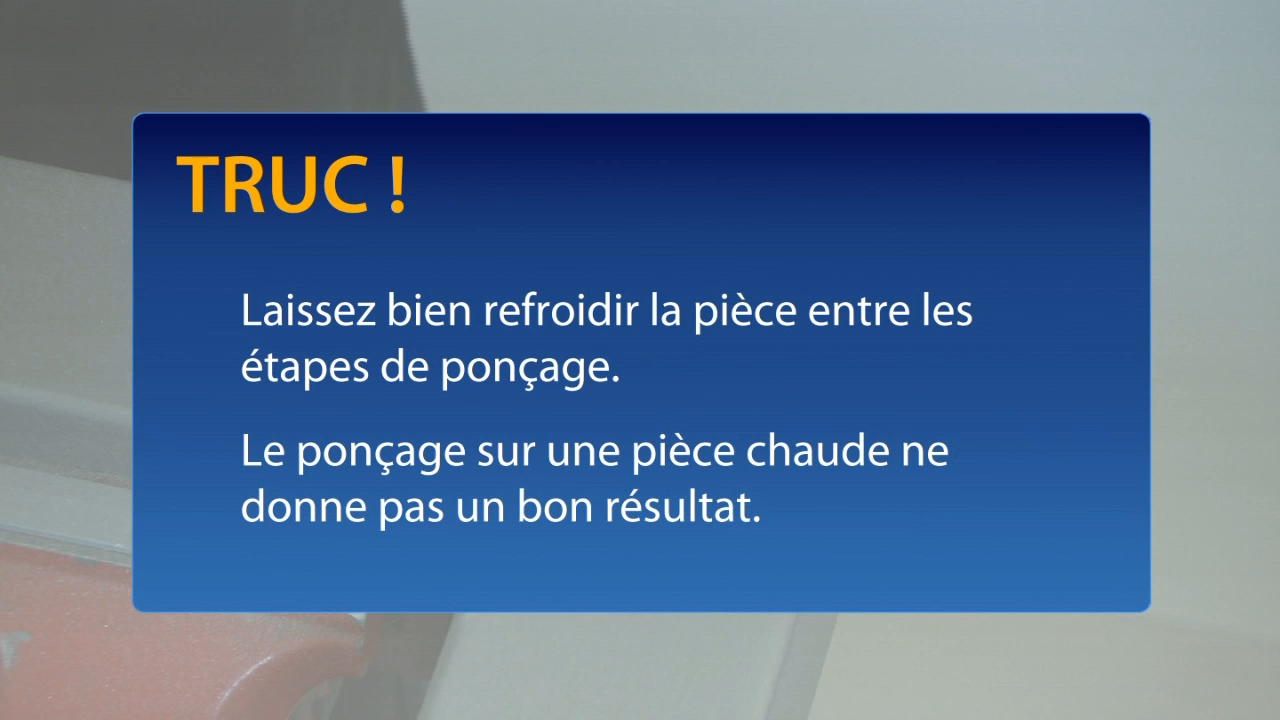 TRUC !
Laissez bien refroidir la pièce entre les
étapes de ponçage.
Le ponçage sur une pièce chaude ne
donne pas un bon résultat.